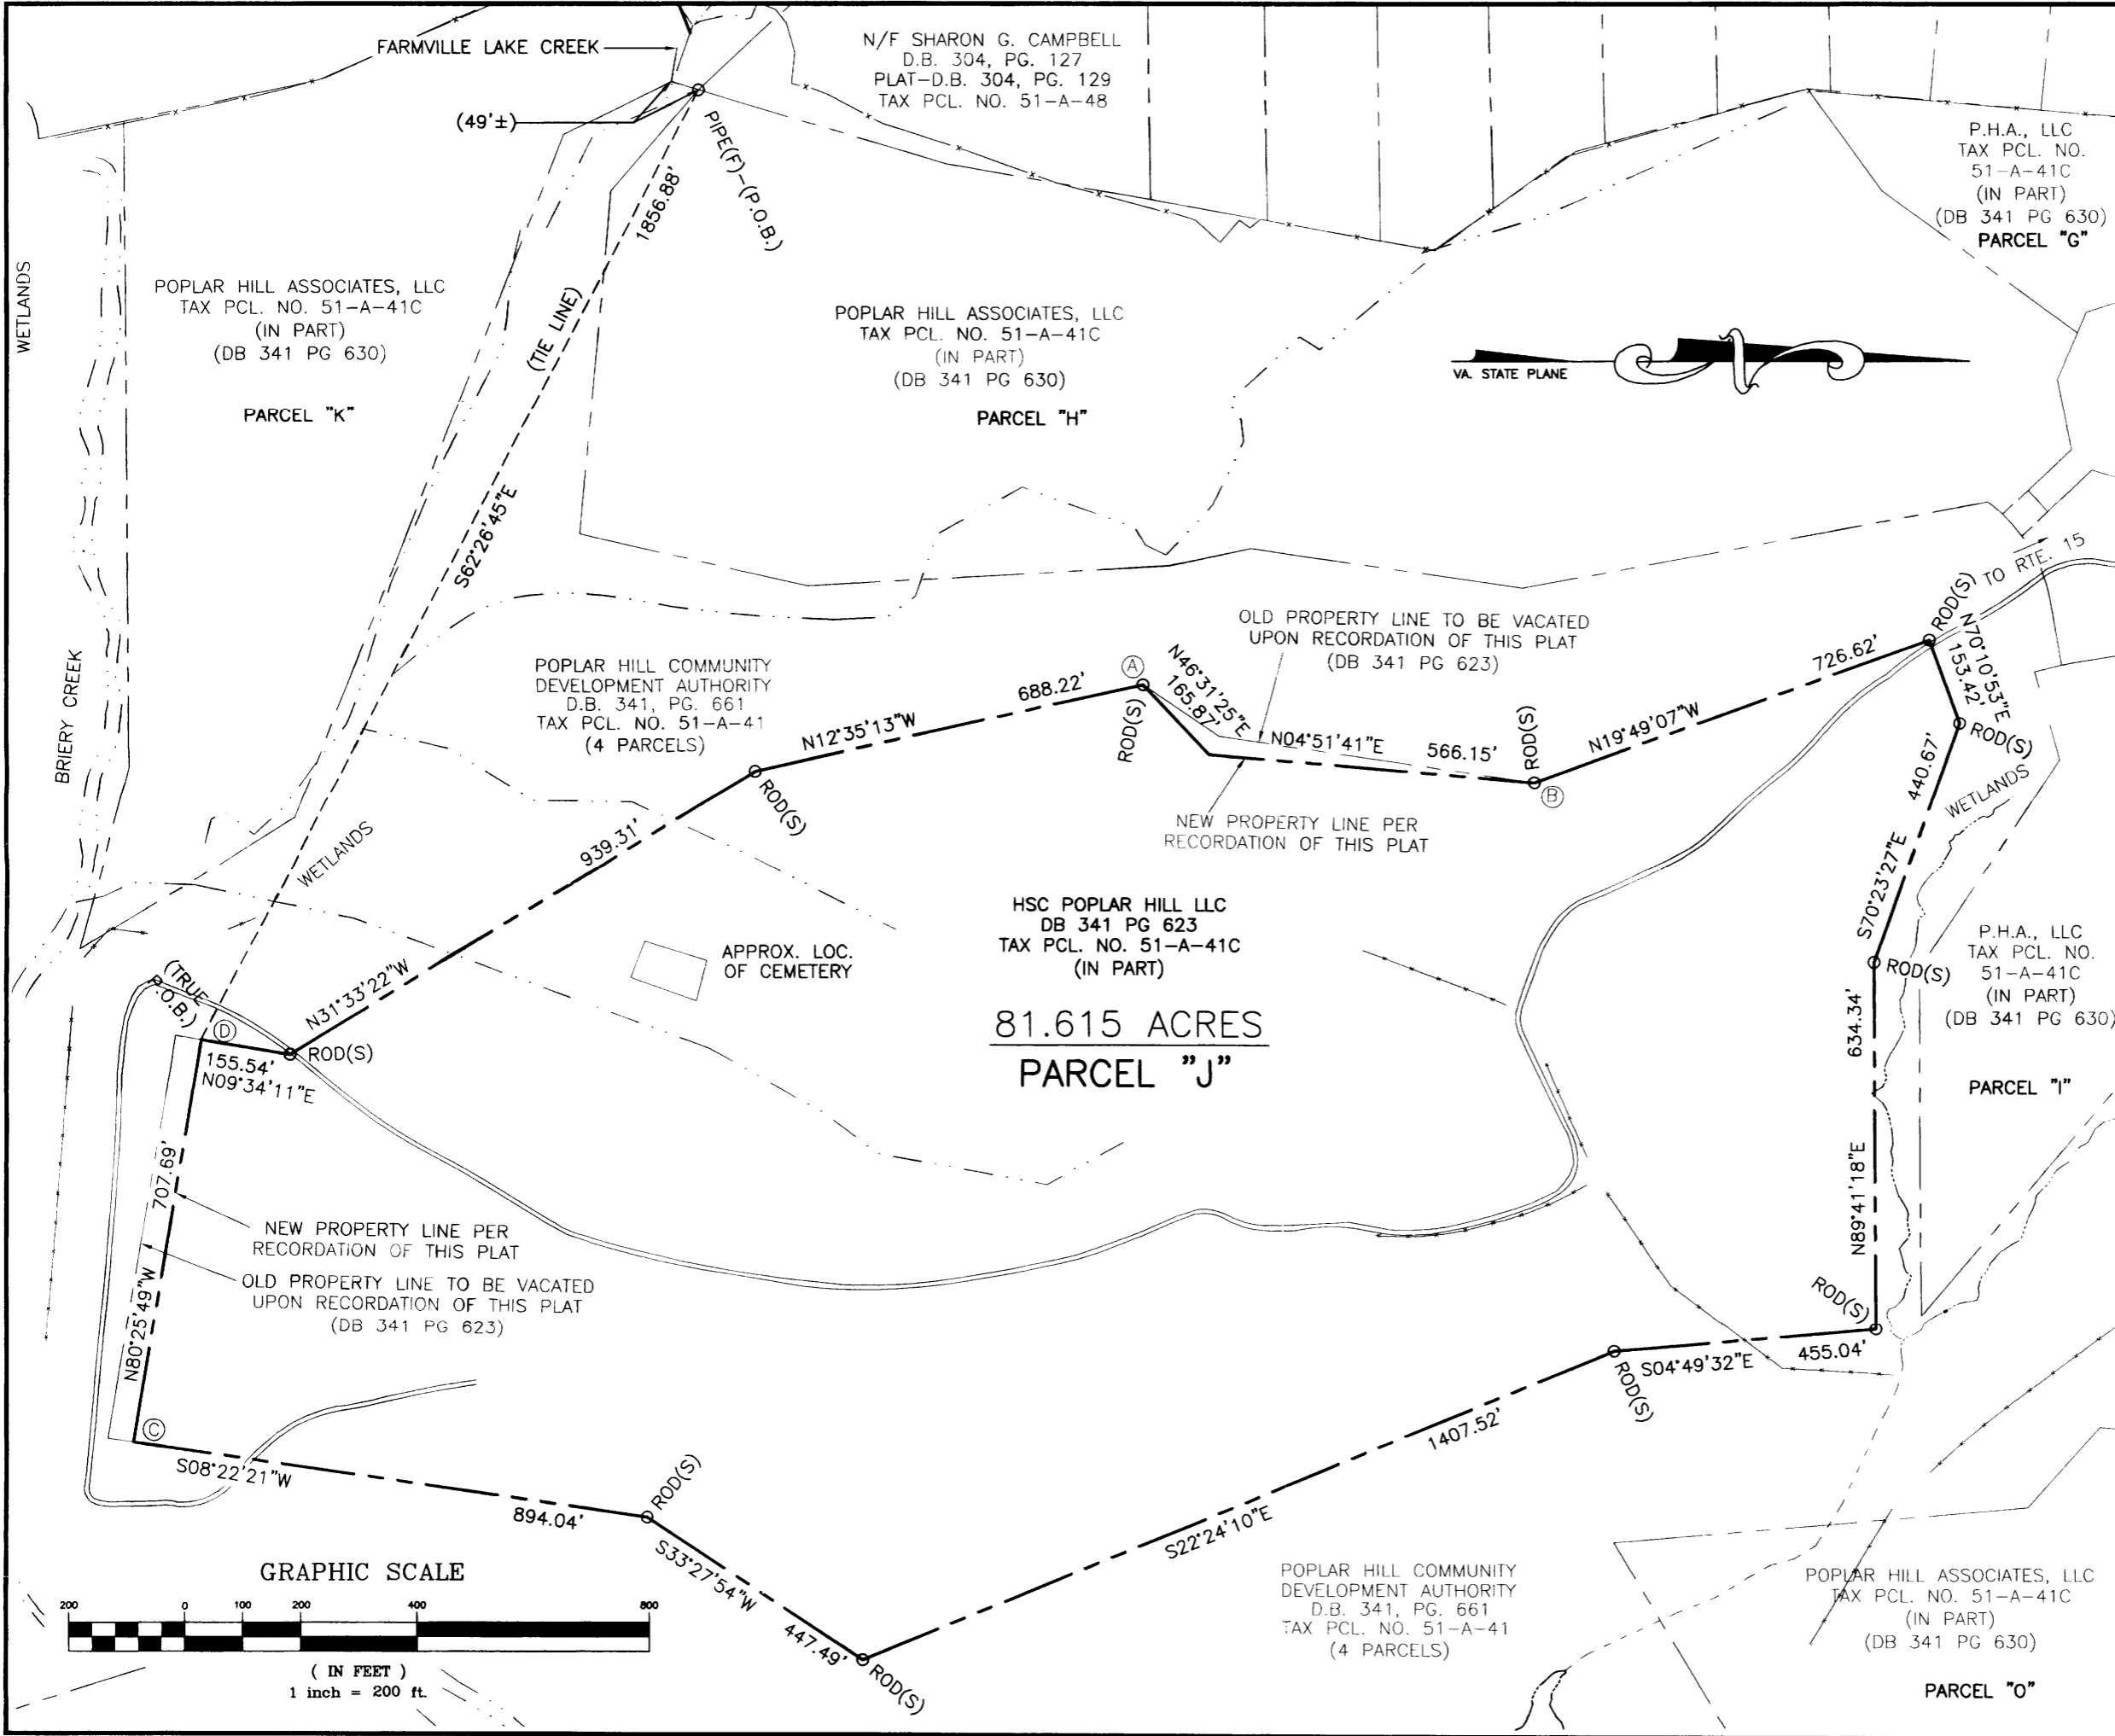 FARMVILLE LAKE CREEK
(49'±)
N/F SHARON G. CAMPBELL
D.B. 304, PG. 127
PLAT-D.B. 304, PG. 129
TAX PCL. NO. 51-A-48
P.H.A., LLC
TAX PCL. NO.
51-A-41C
(IN PART)
(DB 341 PG 630)
PARCEL "G"
PIPE(F)-(P.O.B.)
1856.88'
(TIE LINE)
S62°26'45"E
WETLANDS
POPLAR HILL ASSOCIATES, LLC
TAX PCL. NO. 51-A-41C
(IN PART)
(DB 341 PG 630)
PARCEL "K"
POPLAR HILL ASSOCIATES, LLC
TAX PCL. NO. 51-A-41C
(IN PART)
(DB 341 PG 630)
PARCEL "H"
N
VA. STATE PLANE
TO RTE. 15
BRIERY CREEK
POPLAR HILL COMMUNITY
DEVELOPMENT AUTHORITY
D.B. 341, PG. 661
TAX PCL. NO. 51-A-41
(4 PARCELS)
OLD PROPERTY LINE TO BE VACATED
UPON RECORDATION OF THIS PLAT
(DB 341 PG 623)
A
ROD(S)
688.22'
N12°35'13"W
N46°31'25"E
165.87'
N04°51'41"E
566.15'
ROD(S)
B
N19°49'07"W
726.62'
ROD(S)
N70°10'53"E
153.42'
ROD(S)
440.67'
S70°23'27"E
WETLANDS
ROD(S)
939.31'
N31°33'22"W
WETLANDS
NEW PROPERTY LINE PER
RECORDATION OF THIS PLAT
HSC POPLAR HILL LLC
DB 341 PG 623
TAX PCL. NO. 51-A-41C
(IN PART)
81.615 ACRES
PARCEL "J"
APPROX. LOC.
OF CEMETERY
ROD(S)
P.H.A., LLC
TAX PCL. NO.
51-A-41C
(IN PART)
(DB 341 PG 630)
PARCEL "I"
634.34'
N89°41'18"E
(TRUE
P.O.B.)
D
ROD(S)
155.54'
N09°34'11"E
707.69'
N80°25'49"W
NEW PROPERTY LINE PER
RECORDATION OF THIS PLAT
OLD PROPERTY LINE TO BE VACATED
UPON RECORDATION OF THIS PLAT
(DB 341 PG 623)
ROD(S)
S04°49'32"E
455.04'
ROD(S)
1407.52'
S22°24'10"E
C
S08°22'21"W
894.04'
ROD(S)
S33°27'54"W
447.49'
ROD(S)
GRAPHIC SCALE
200 0 100 200 400 800
( IN FEET )
1 inch = 200 ft.
POPLAR HILL COMMUNITY
DEVELOPMENT AUTHORITY
D.B. 341, PG. 661
TAX PCL. NO. 51-A-41
(4 PARCELS)
POPLAR HILL ASSOCIATES, LLC
TAX PCL. NO. 51-A-41C
(IN PART)
(DB 341 PG 630)
PARCEL "O"